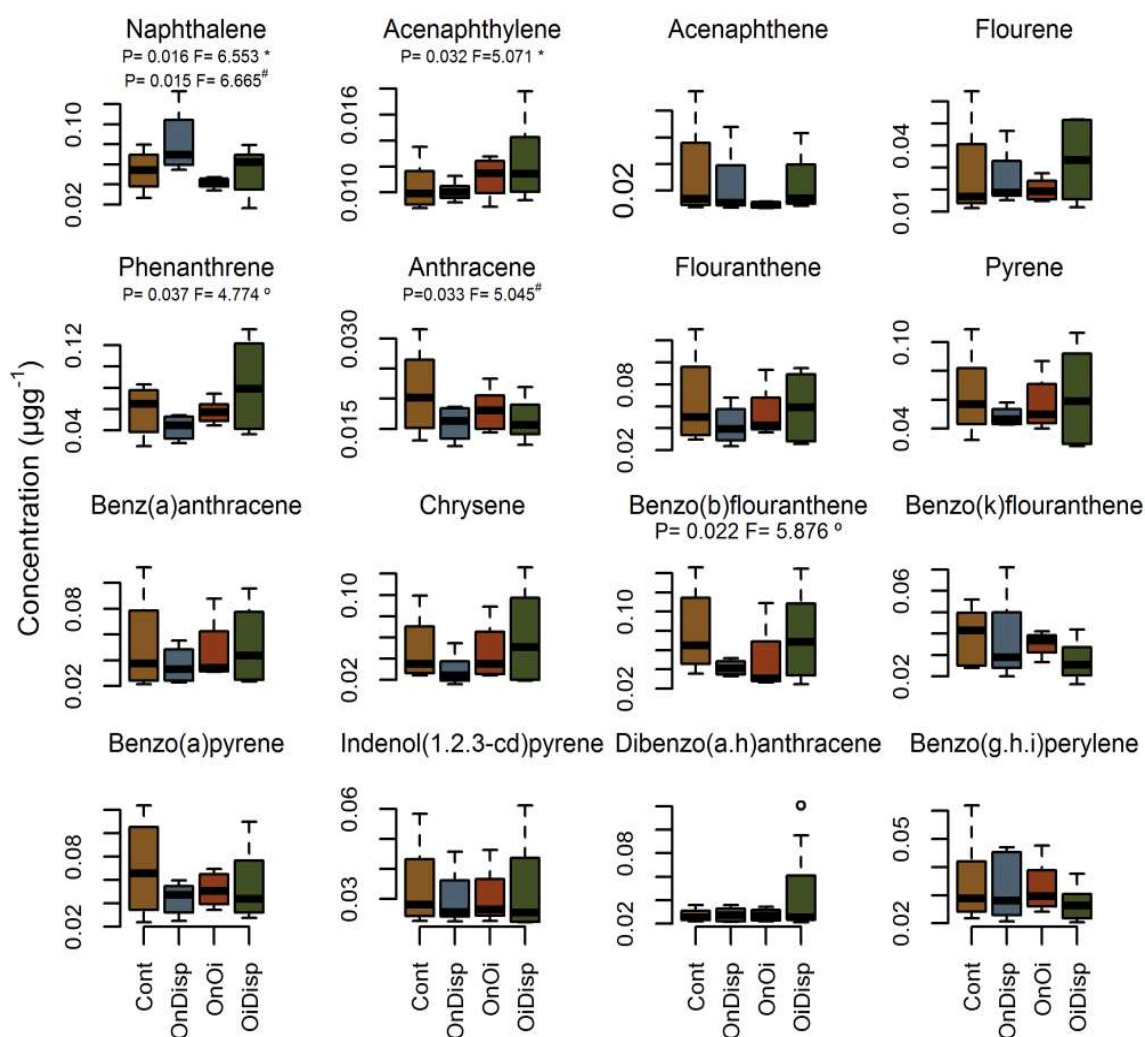 Naphthalene
P= 0.016 F= 6.553 *
P= 0.015 F= 6.665#
0.10
0.02
Acenaphthylene
P= 0.032 F=5.071 *
0.016
0.010
Acenaphthene
0.02
Flourene
0.04
0.01
Phenanthrene
P= 0.037 F= 4.774 º
0.12
0.04
Anthracene
P=0.033 F= 5.045#
0.030
0.015
Flouranthene
0.08
0.02
Pyrene
0.10
0.04
Concentration (µgg⁻¹)
Benz(a)anthracene
0.08
0.02
Chrysene
0.10
0.02
Benzo(b)flouranthene
P= 0.022 F= 5.876 º
0.10
0.02
Benzo(k)flouranthene
0.06
0.02
Benzo(a)pyrene
0.08
0.02
Indenol(1.2.3-cd)pyrene
0.06
0.03
Dibenzo(a.h)anthracene
0.08
0.02
Benzo(g.h.i)perylene
0.05
0.02
Cont
OnDisp
OnOi
OiDisp
Cont
OnDisp
OnOi
OiDisp
Cont
OnDisp
OnOi
OiDisp
Cont
OnDisp
OnOi
OiDisp